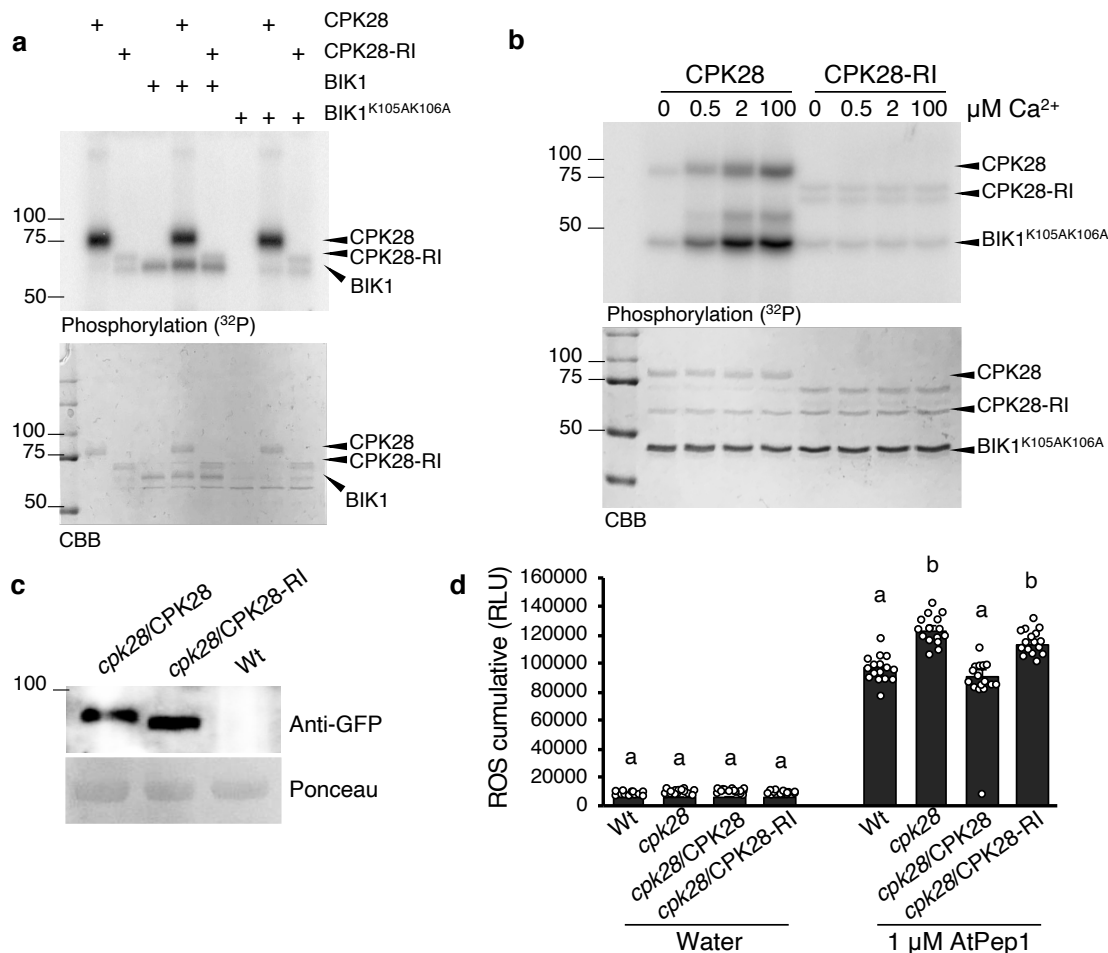 a
+ + + CPK28
+ + + CPK28-RI
+ + + BIK1
+ + + BIK1K105AK106A
100
75
50
CPK28
CPK28-RI
BIK1
Phosphorylation (32P)
100
75
50
CPK28
CPK28-RI
BIK1
CBB
b
CPK28 CPK28-RI
0 0.5 2 100 0 0.5 2 100 µM Ca2+
100
75
50
CPK28
CPK28-RI
BIK1K105AK106A
Phosphorylation (32P)
100
75
50
CPK28
CPK28-RI
BIK1K105AK106A
CBB
c
cpk28/CPK28
cpk28/CPK28-RI
Wt
100
Anti-GFP
Ponceau
d
ROS cumulative (RLU)
160000
140000
120000
100000
80000
60000
40000
20000
0
a a a a a b a b
Wt
cpk28
cpk28/CPK28
cpk28/CPK28-RI
Water
Wt
cpk28
cpk28/CPK28
cpk28/CPK28-RI
1 µM AtPep1